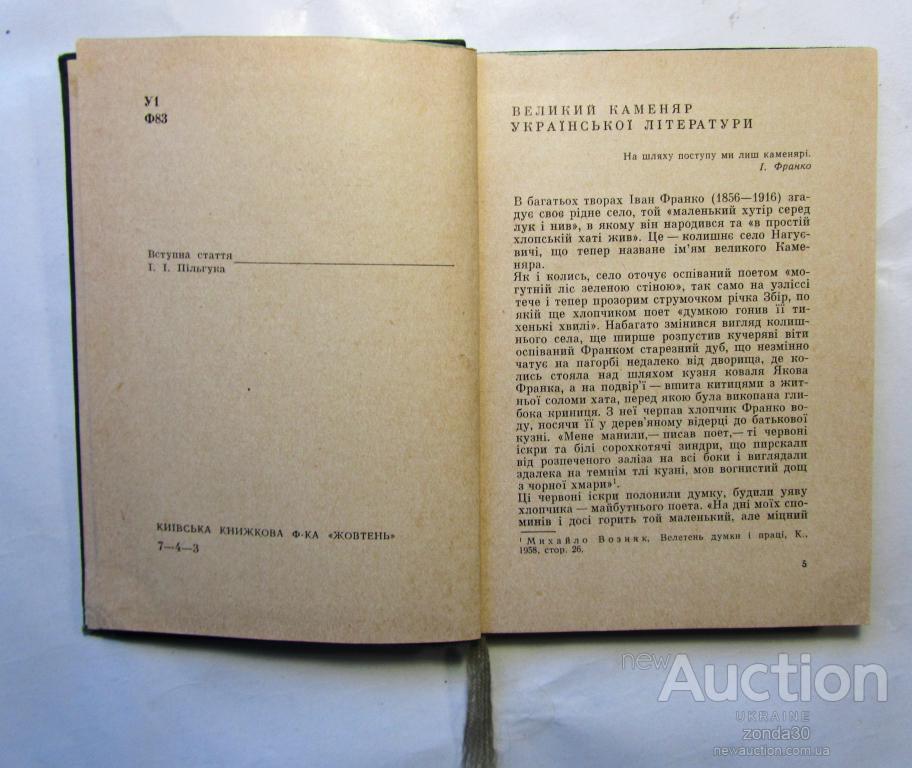 У1
Ф83
Вступна стаття
І. І. Пільгука
КИЇВСЬКА КНИЖКОВА Ф-КА «ЖОВТЕНЬ»
7—4—3
ВЕЛИКИЙ КАМЕНЯР
УКРАЇНСЬКОЇ ЛІТЕРАТУРИ
На шляху поступу ми лиш каменярі.
І. Франко
В багатьох творах Іван Франко (1856—1916) зга-
дує своє рідне село, той «маленький хутір серед
лук і нив», в якому він народився та «в простій
хлопській хаті жив». Це — колишнє село Нагує-
вичі, що тепер назване ім'ям великого Каме-
няра.
Як і колись, село оточує оспіваний поетом «мо-
гутній ліс зеленою стіною», так само на узліссі
тече і тепер прозорим струмочком річка Збір, по
якій ще хлопчиком поет «думкою гонив її ти-
хенькі хвилі». Набагато змінився вигляд колиш-
нього села, ще ширше розпустив кучеряві віти
оспіваний Франком старезний дуб, що незмінно
чатує на пагорбі недалеко від дворища, де ко-
лись стояла над шляхом кузня коваля Якова
Франка, а на подвір'ї — вшита китицями з жит-
ньої соломи хата, перед якою була викопана гли-
бока криниця. З неї черпав хлопчик Франко во-
ду, носячи її у дерев'яному відерці до батькової
кузні. «Мене манили,— писав поет,— ті червоні
іскри та білі сорохкотячі зиндри, що пирскали
від розпеченого заліза на всі боки і виглядали
здалека на темнім тлі кузні, мов вогнистий дощ
з чорної хмари»¹.
Ці червоні іскри полонили думку, будили уяву
хлопчика — майбутнього поета. «На дні моїх спо-
минів і досі горить той маленький, але міцний
¹ Михайло Возняк, Велетень думки і праці, К.,
1958, стор. 26.
5
new Auction
UKRAINE
zonda30
newauction.com.ua